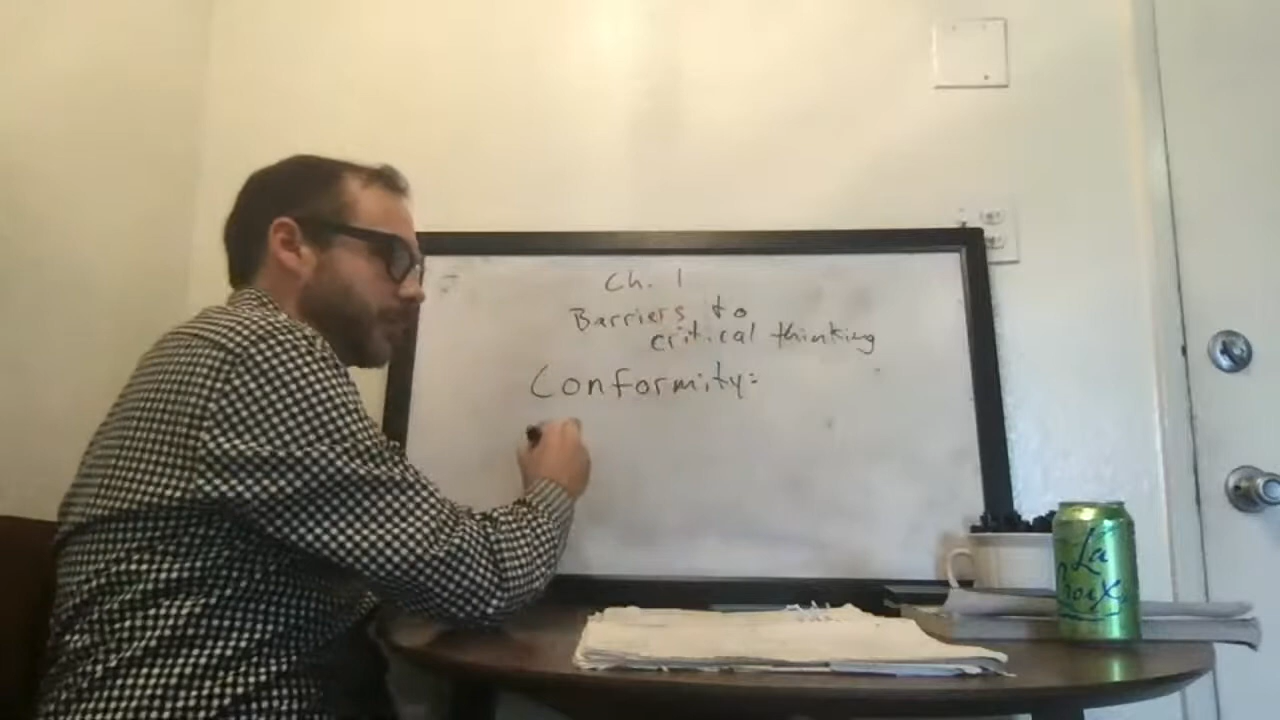 Ch. 1
Barriers to
critical thinking
Conformity:
La
Croix